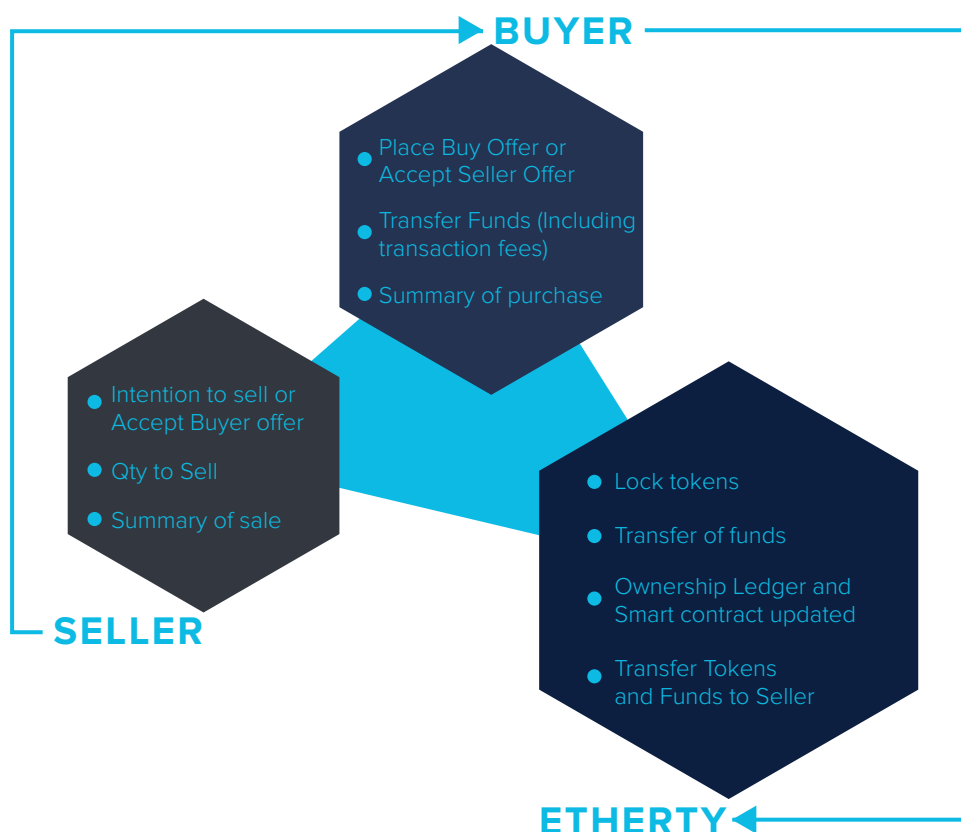 BUYER
Place Buy Offer or
Accept Seller Offer
Transfer Funds (Including
transaction fees)
Summary of purchase
Intention to sell or
Accept Buyer offer
Qty to Sell
Summary of sale
SELLER
Lock tokens
Transfer of funds
Ownership Ledger and
Smart contract updated
Transfer Tokens
and Funds to Seller
ETHERTY